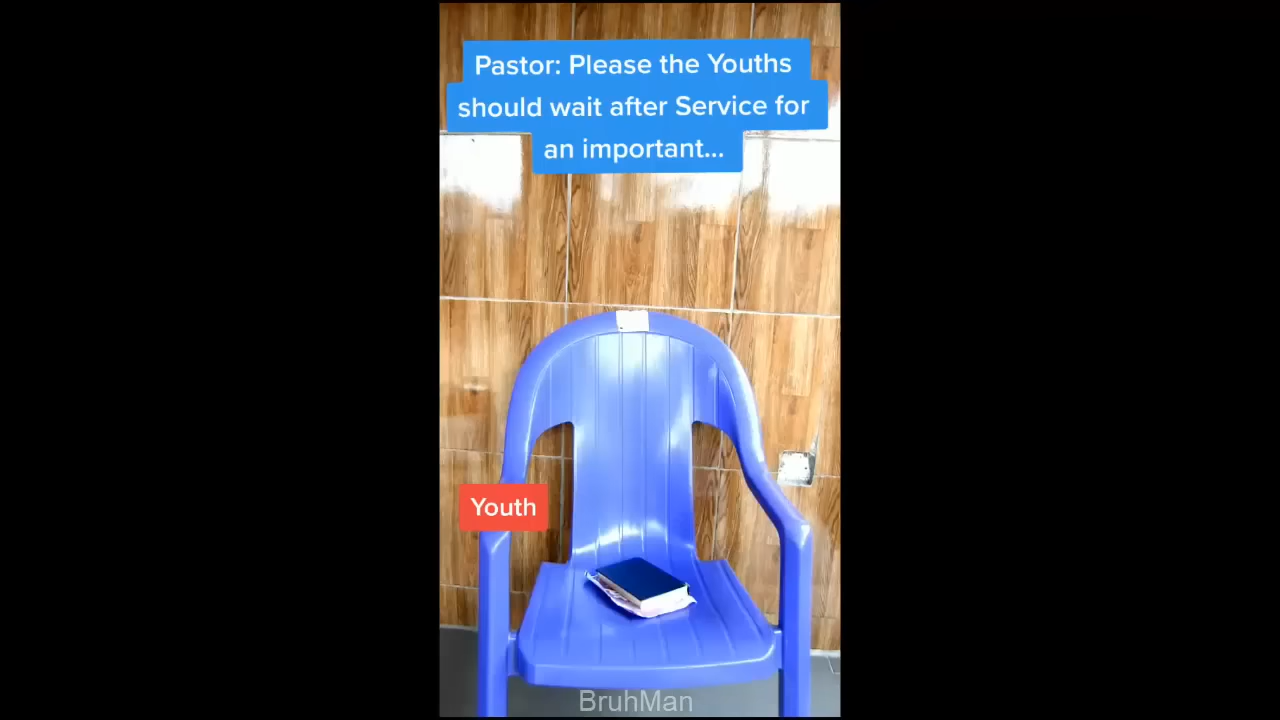 Pastor: Please the Youths
should wait after Service for
an important...
Youth
BruhMan